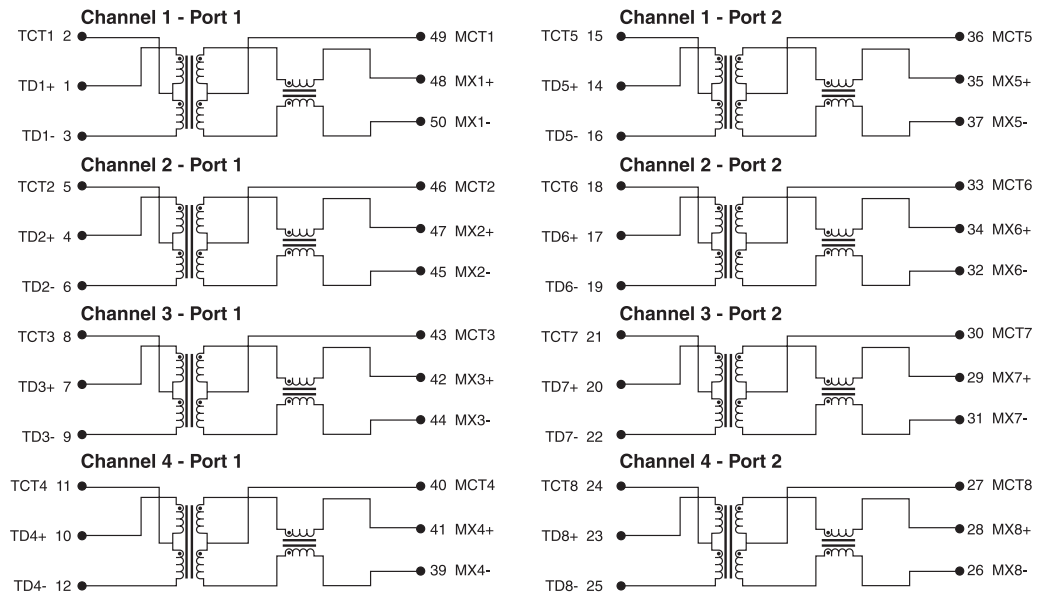 Channel 1 - Port 1
TCT1 2
49 MCT1
TD1+ 1
48 MX1+
50 MX1-
TD1- 3
Channel 2 - Port 1
TCT2 5
46 MCT2
TD2+ 4
47 MX2+
45 MX2-
TD2- 6
Channel 3 - Port 1
TCT3 8
43 MCT3
TD3+ 7
42 MX3+
44 MX3-
TD3- 9
Channel 4 - Port 1
TCT4 11
40 MCT4
TD4+ 10
41 MX4+
39 MX4-
TD4- 12
Channel 1 - Port 2
TCT5 15
36 MCT5
TD5+ 14
35 MX5+
37 MX5-
TD5- 16
Channel 2 - Port 2
TCT6 18
33 MCT6
TD6+ 17
34 MX6+
32 MX6-
TD6- 19
Channel 3 - Port 2
TCT7 21
30 MCT7
TD7+ 20
29 MX7+
31 MX7-
TD7- 22
Channel 4 - Port 2
TCT8 24
27 MCT8
TD8+ 23
28 MX8+
26 MX8-
TD8- 25